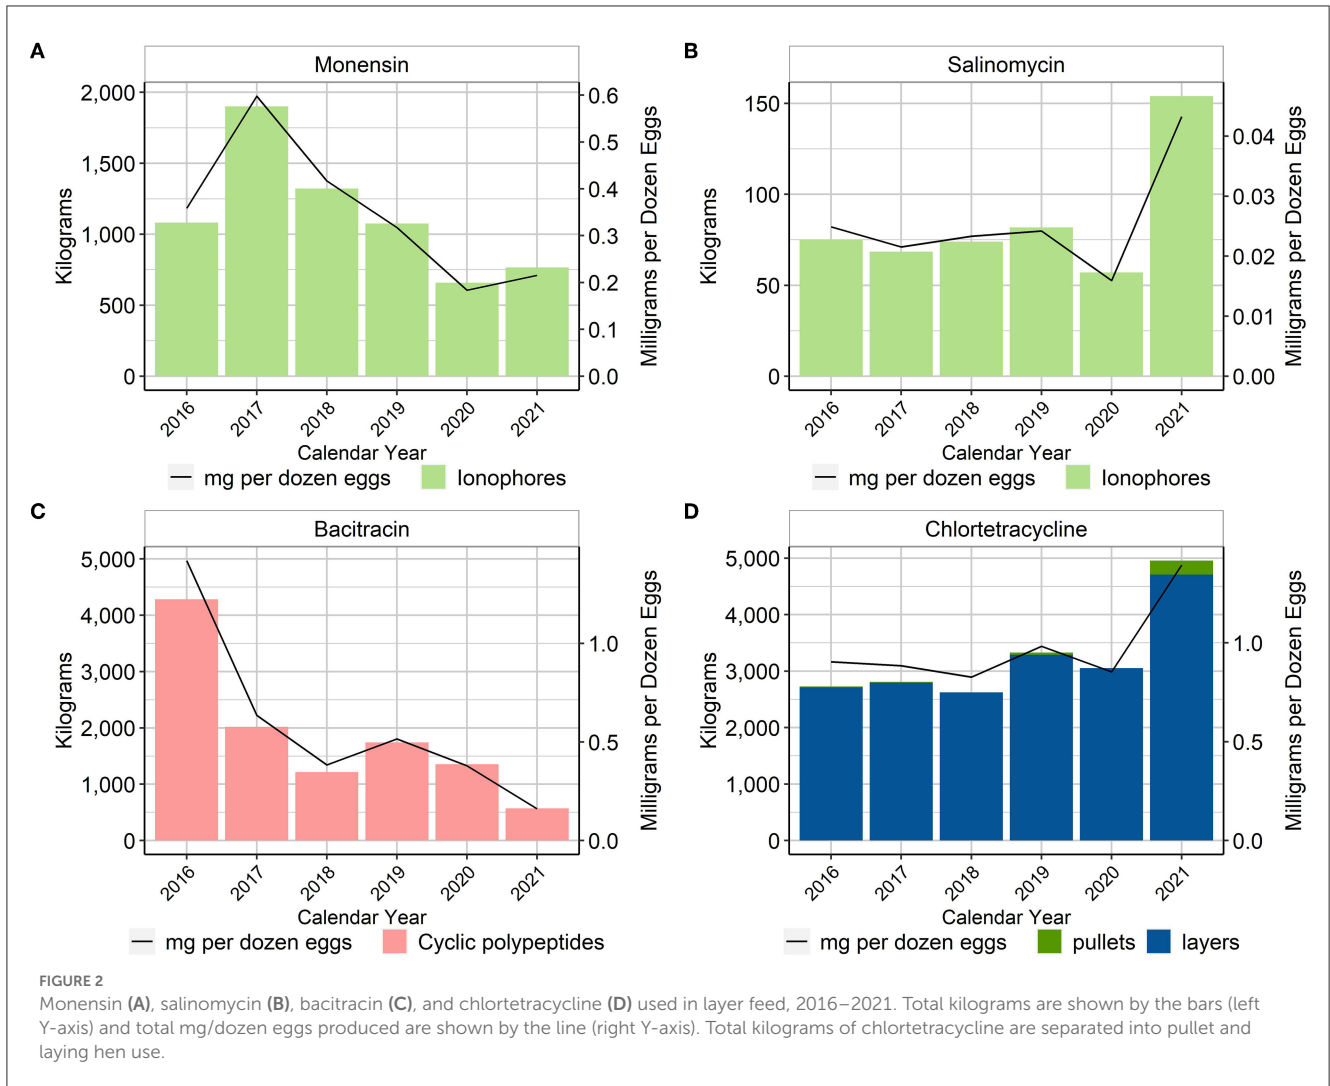 A
Monensin
Kilograms
2,000
1,500
1,000
500
0
0.6
0.5
0.4
0.3
0.2
0.1
0.0
Milligrams per Dozen Eggs
2016 2017 2018 2019 2020 2021
Calendar Year
mg per dozen eggs Ionophores
B
Salinomycin
Kilograms
150
100
50
0
0.04
0.03
0.02
0.01
0.00
Milligrams per Dozen Eggs
2016 2017 2018 2019 2020 2021
Calendar Year
mg per dozen eggs Ionophores
C
Bacitracin
Kilograms
5,000
4,000
3,000
2,000
1,000
0
1.0
0.5
0.0
Milligrams per Dozen Eggs
2016 2017 2018 2019 2020 2021
Calendar Year
mg per dozen eggs Cyclic polypeptides
D
Chlortetracycline
Kilograms
5,000
4,000
3,000
2,000
1,000
0
1.0
0.5
0.0
Milligrams per Dozen Eggs
2016 2017 2018 2019 2020 2021
Calendar Year
mg per dozen eggs pullets layers
FIGURE 2
Monensin (A), salinomycin (B), bacitracin (C), and chlortetracycline (D) used in layer feed, 2016–2021. Total kilograms are shown by the bars (left
Y-axis) and total mg/dozen eggs produced are shown by the line (right Y-axis). Total kilograms of chlortetracycline are separated into pullet and
laying hen use.